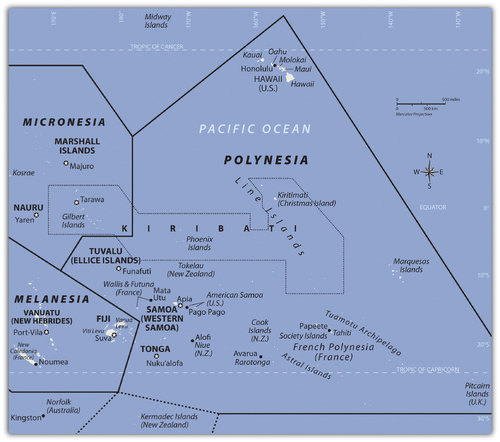 170°E
180°
170°W
160°W
150°W
140°W
130°W
Midway
Islands
TROPIC OF CANCER
Kauai
Oahu
Molokai
Honolulu
Maui
HAWAII
(U.S.)
Hawaii
20°N
0
500 miles
0
500 km
Mercator Projection
MICRONESIA
PACIFIC OCEAN
10°N
MARSHALL
ISLANDS
Majuro
POLYNESIA
N
W
E
S
Kosrae
Tarawa
Line Islands
Kiritimati
(Christmas Island)
NAURU
Yaren
Gilbert
Islands
EQUATOR
0°
KIRIBATI
Phoenix
Islands
TUVALU
(ELLICE ISLANDS)
Funafuti
Tokelau
(New Zealand)
Marquesas
Islands
10°S
Wallis & Futuna
(France)
Mata
Utu
Apia
American Samoa
(U.S.)
MELANESIA
SAMOA
(WESTERN
SAMOA)
Pago Pago
VANUATU
(NEW HEBRIDES)
Port-Vila
FIJI
Vanua
Levu
Viti Levu
Suva
Cook
Islands
(N.Z.)
Papeete
Tahiti
Society Islands
Tuamotu Archipelago
French Polynesia
(France)
New
Caledonia
(France)
Noumea
TONGA
Nuku'alofa
Alofi
Niue
(N.Z.)
Avarua
Rarotonga
Astral Islands
20°S
TROPIC OF CAPRICORN
Pitcairn
Islands
(U.K.)
Norfolk
(Australia)
Kingston
Kermadec Islands
(New Zealand)
30°S